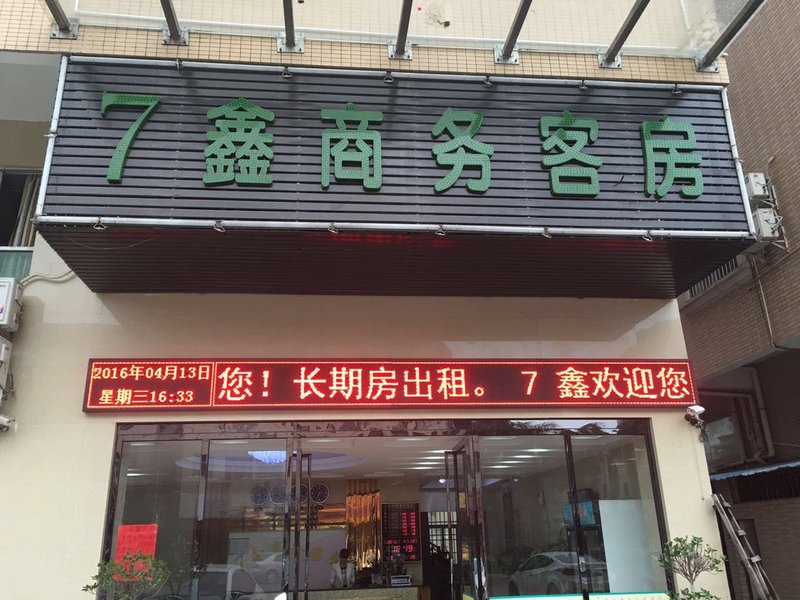 7鑫商务客房
2016年04月13日
星期三16:33
您！长期房出租。 7 鑫欢迎您